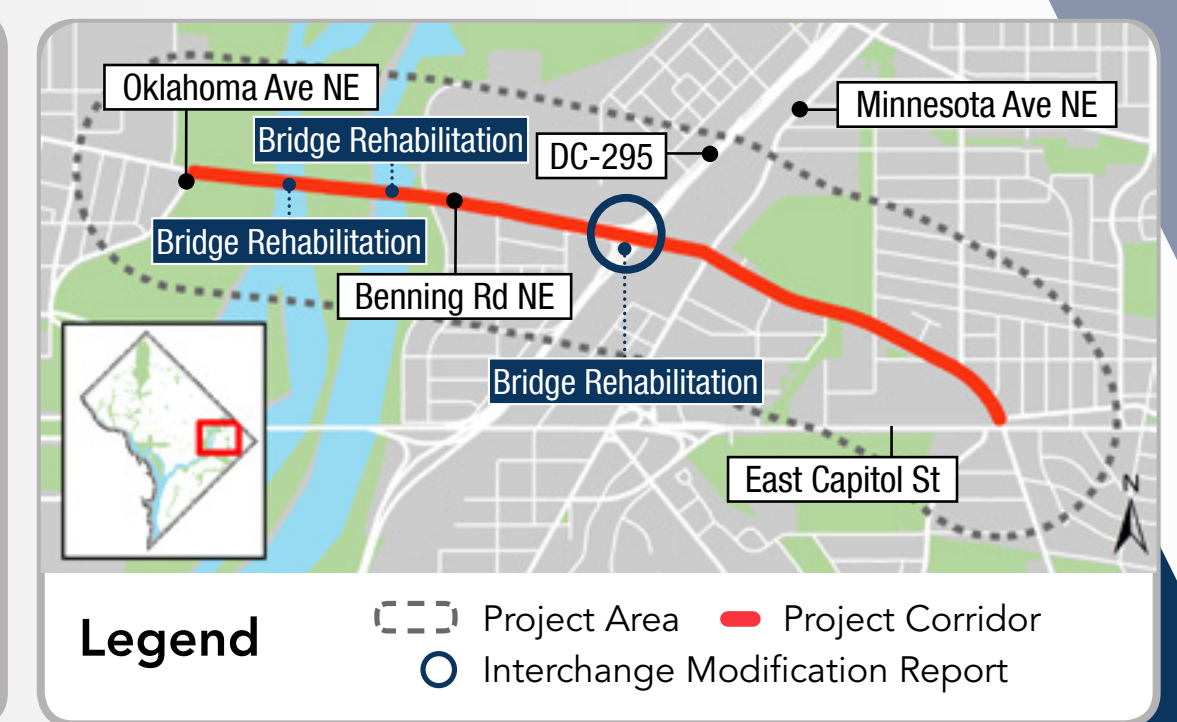 Oklahoma Ave NE
Minnesota Ave NE
Bridge Rehabilitation
DC-295
Bridge Rehabilitation
Benning Rd NE
Bridge Rehabilitation
East Capitol St
N
Legend
Project Area
Project Corridor
Interchange Modification Report